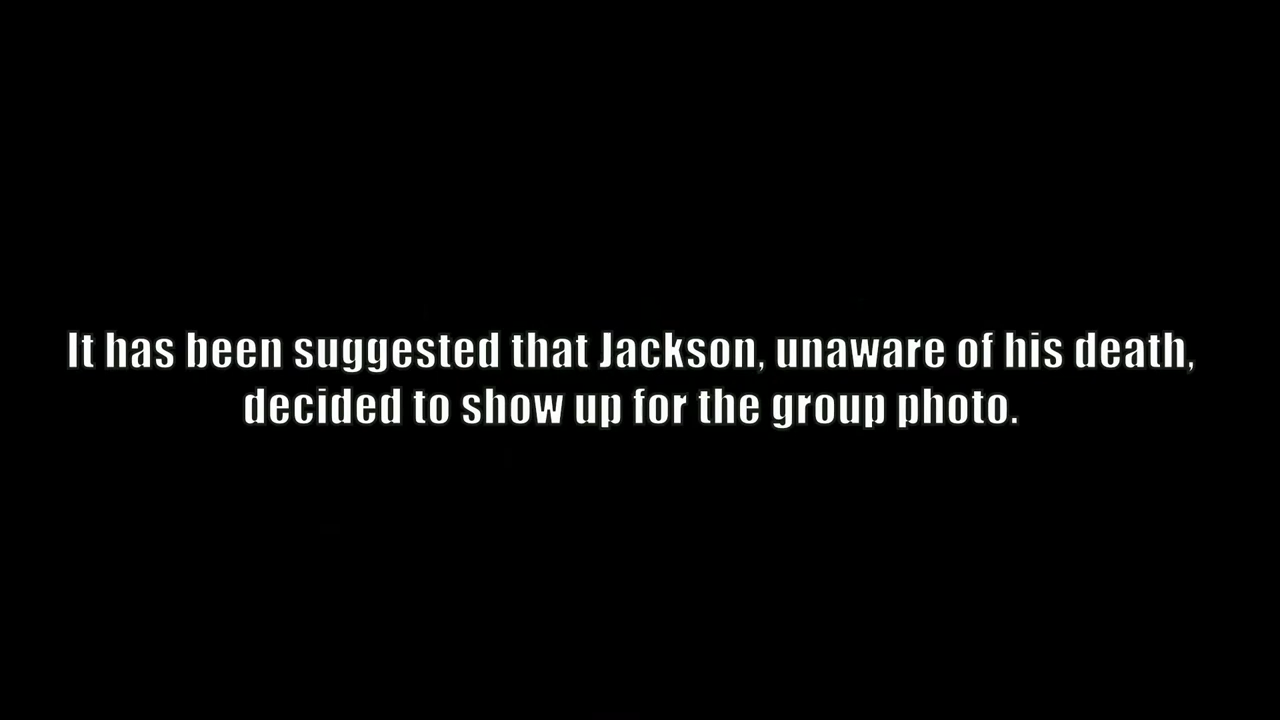 It has been suggested that Jackson, unaware of his death,
decided to show up for the group photo.